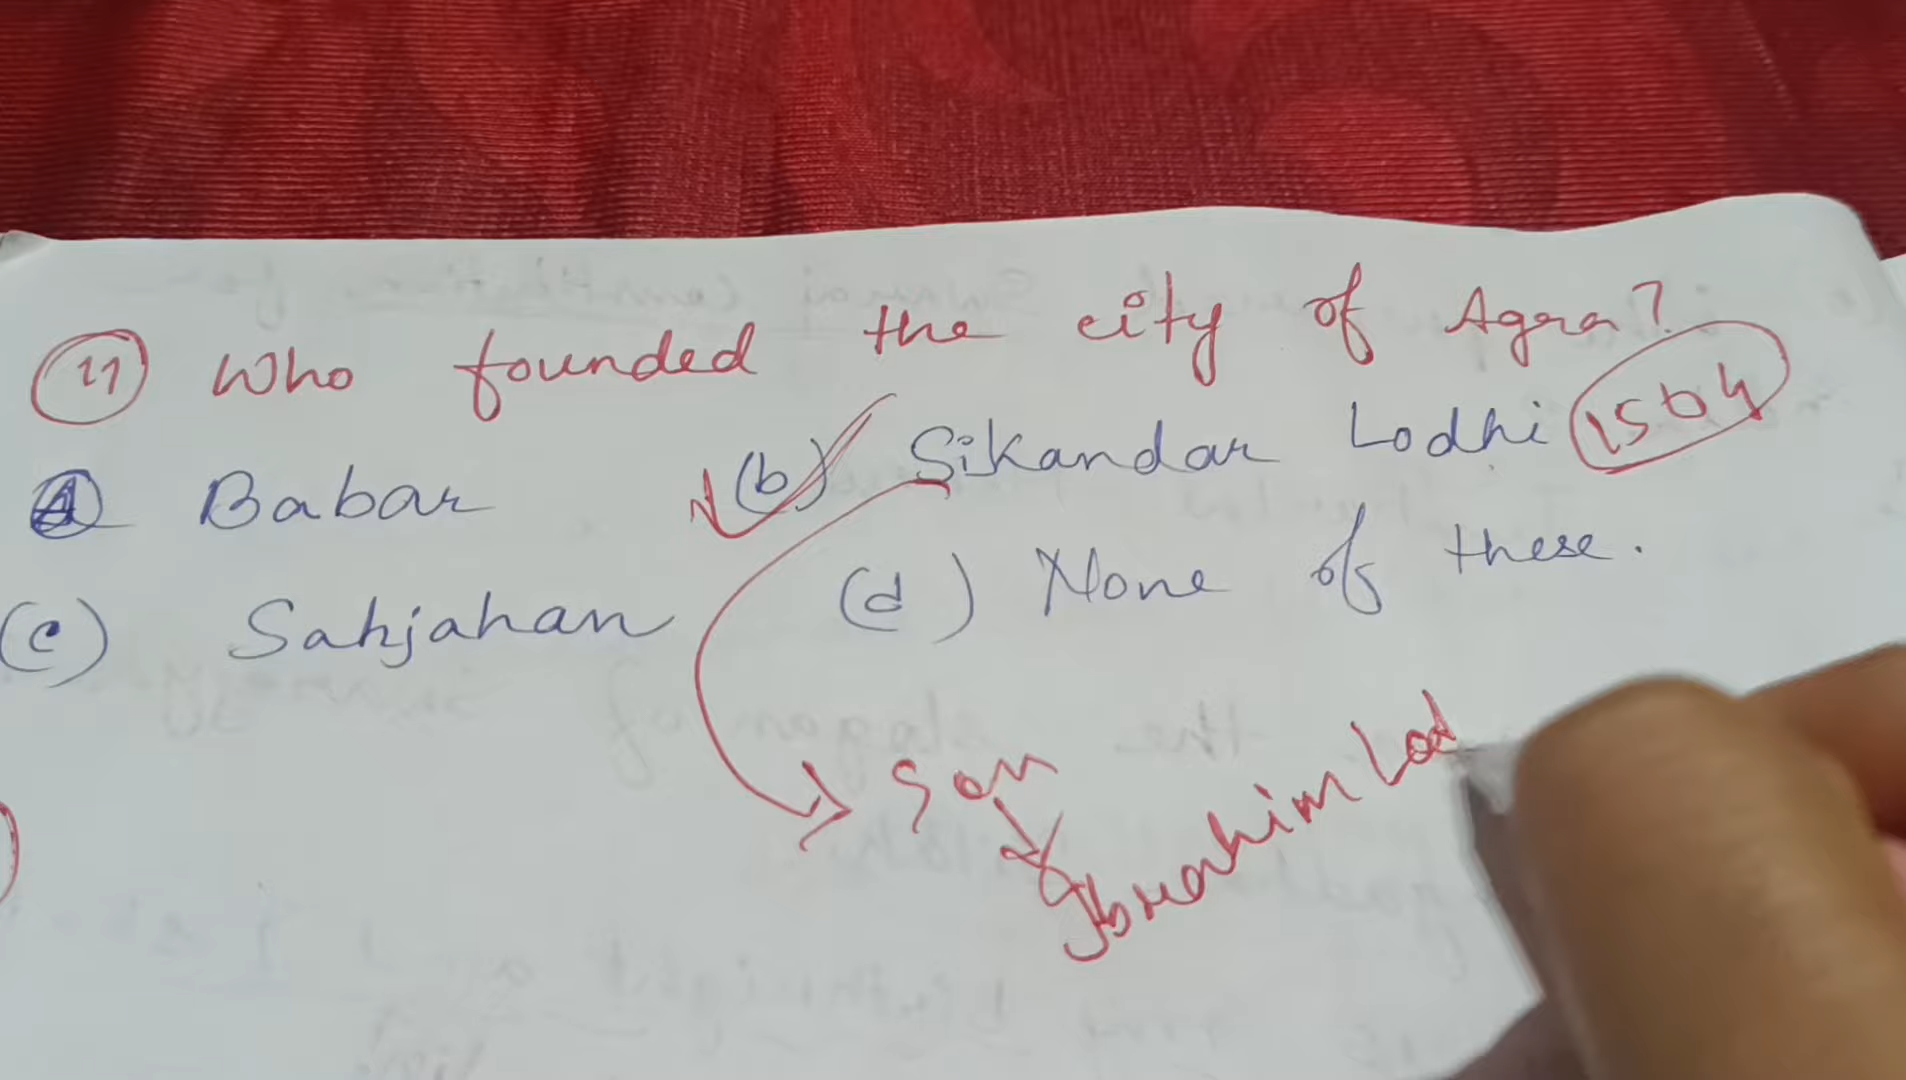 11 Who founded the city of Agra?
A Babar (b) Sikandar Lodhi 1504
(c) Sahjahan (d) None of these.
Son
Ibrahim Lod